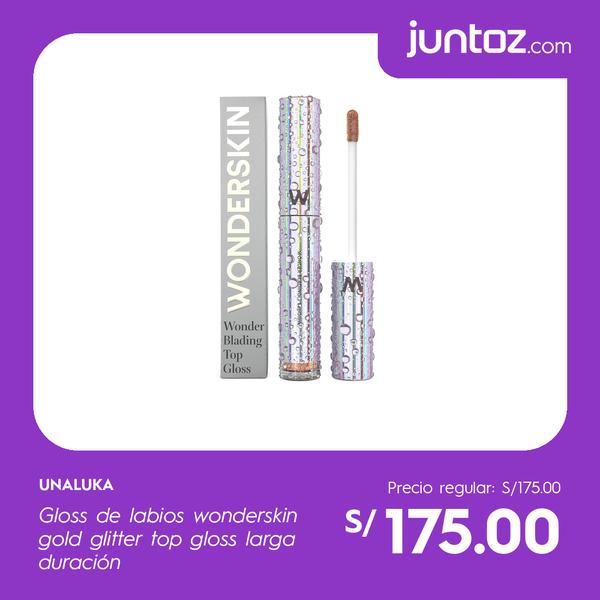 juntoz.com
WONDERSKIN
Wonder
Blading
Top
Gloss
W
W
UNALUKA
Gloss de labios wonderskin
gold glitter top gloss larga
duración
Precio regular: S/175.00
S/175.00